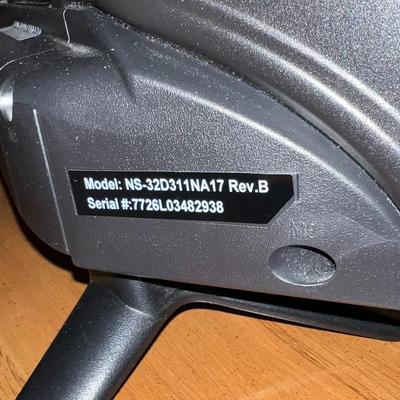 Model: NS-32D311NA17 Rev.B
Serial #:7726L03482938